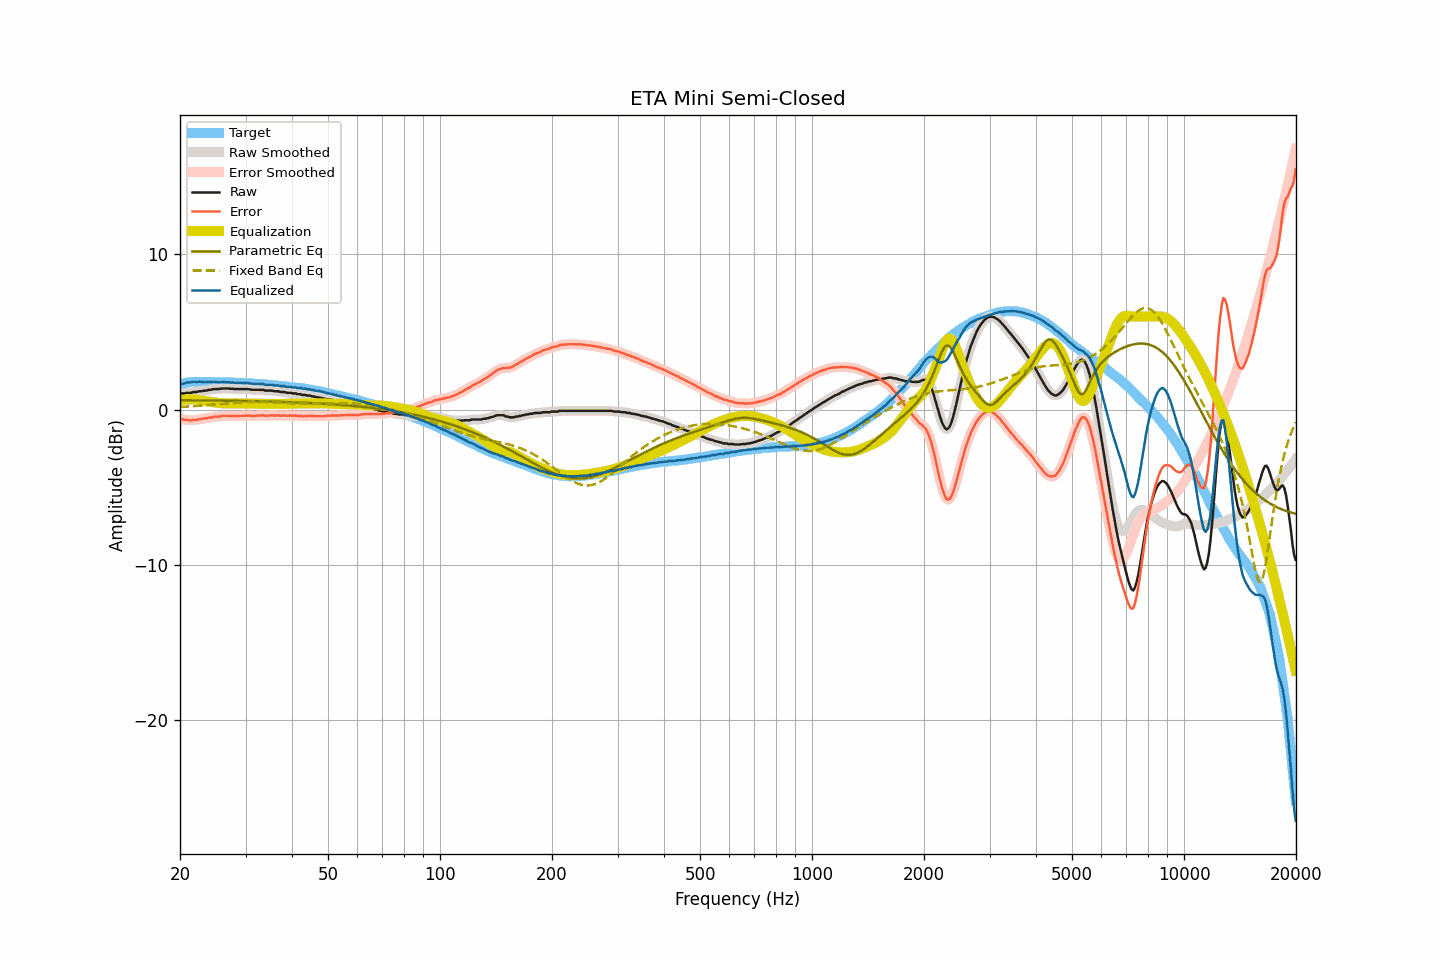 ETA Mini Semi-Closed
Target
Raw Smoothed
Error Smoothed
Raw
Error
Equalization
Parametric Eq
Fixed Band Eq
Equalized
10
0
−10
−20
Amplitude (dBr)
20 50 100 200 500 1000 2000 5000 10000 20000
Frequency (Hz)